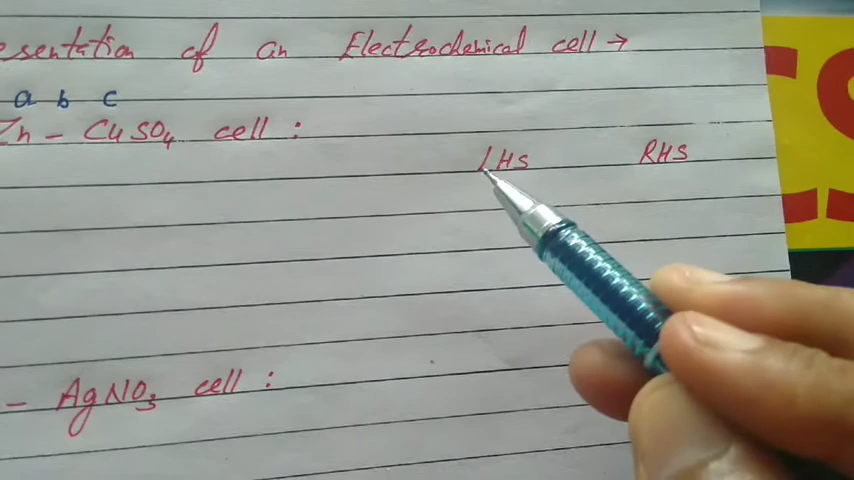 esentation of an Electrochemical cell →
a b c
Zn - CuSO4 cell :
LHS RHS
- AgNO3 cell :